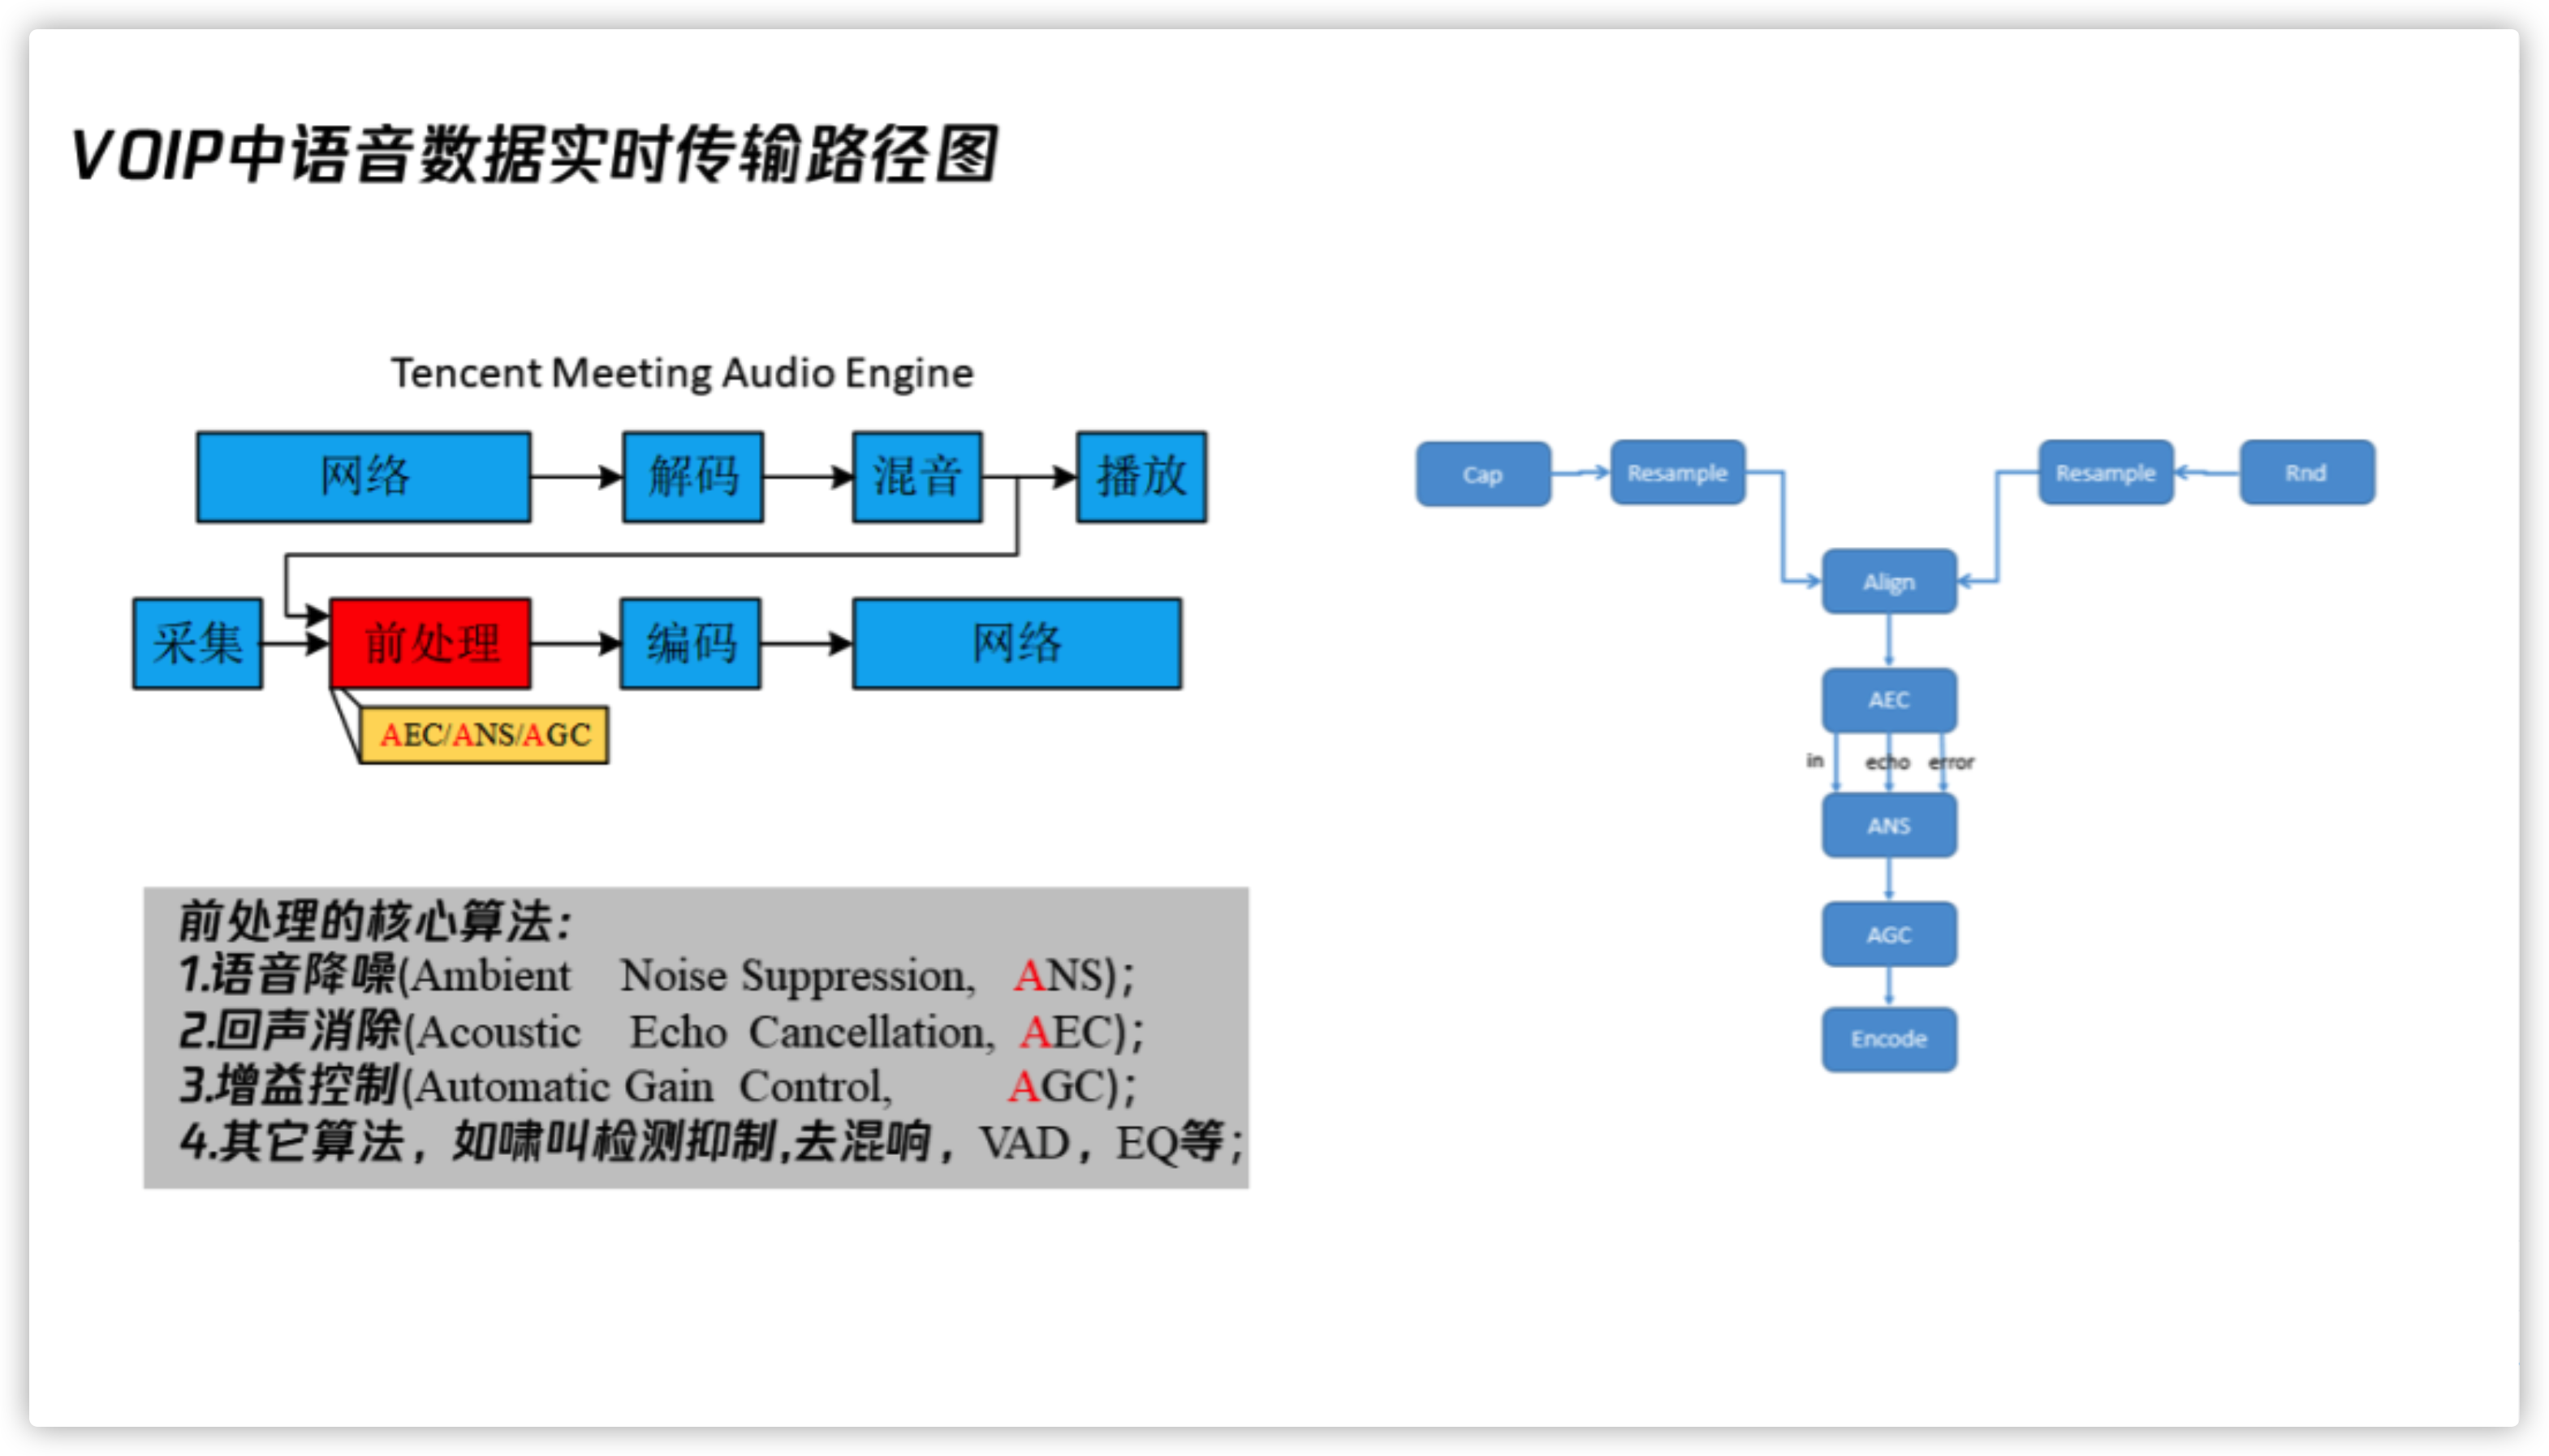 VOIP中语音数据实时传输路径图
Tencent Meeting Audio Engine
网络
解码
混音
播放
采集
前处理
编码
网络
AEC/ANS/AGC
前处理的核心算法:
1.语音降噪(Ambient Noise Suppression, ANS);
2.回声消除(Acoustic Echo Cancellation, AEC);
3.增益控制(Automatic Gain Control, AGC);
4.其它算法，如啸叫检测抑制,去混响，VAD，EQ等;
Cap
Resample
Resample
Rnd
Align
AEC
in
echo
error
ANS
AGC
Encode